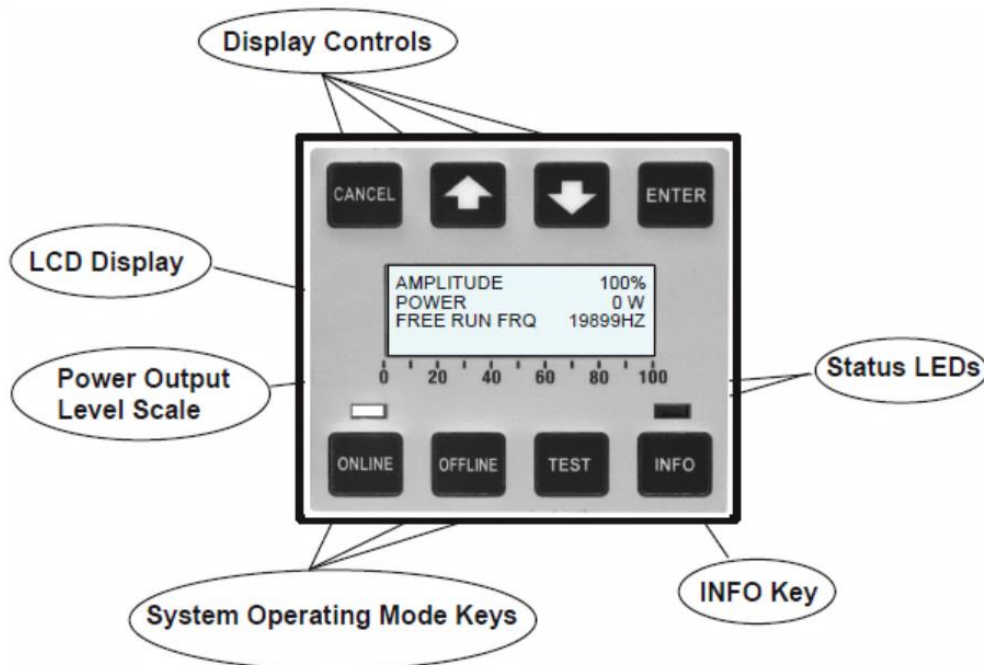 Display Controls
CANCEL
ENTER
LCD Display
AMPLITUDE 100%
POWER 0 W
FREE RUN FRQ 19899HZ
0 20 40 60 80 100
Power Output
Level Scale
Status LEDs
ONLINE
OFFLINE
TEST
INFO
System Operating Mode Keys
INFO Key